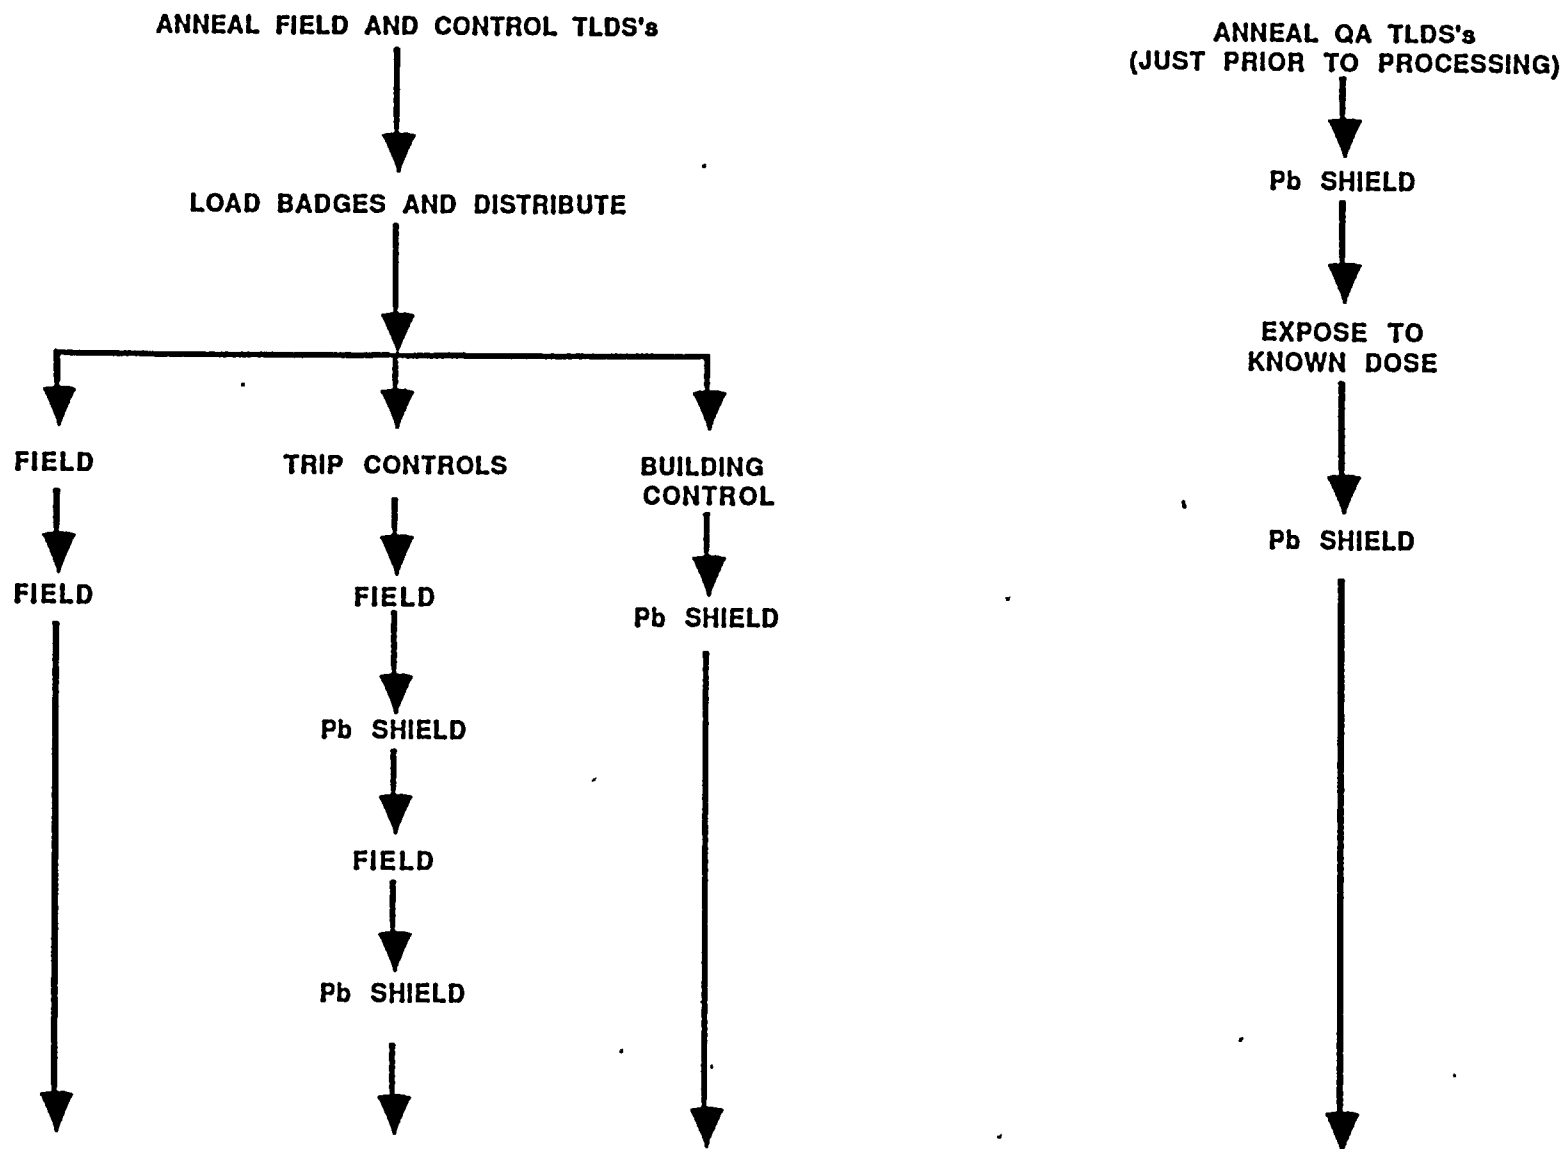 ANNEAL FIELD AND CONTROL TLDS's
LOAD BADGES AND DISTRIBUTE
FIELD
FIELD
TRIP CONTROLS
FIELD
Pb SHIELD
FIELD
Pb SHIELD
BUILDING
CONTROL
Pb SHIELD
ANNEAL QA TLDS's
(JUST PRIOR TO PROCESSING)
Pb SHIELD
EXPOSE TO
KNOWN DOSE
Pb SHIELD